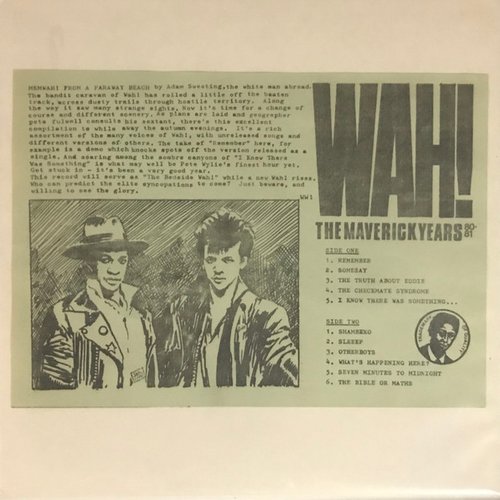 MEMWAH! FROM A FARAWAY BEACH by Adam Sweeting, the white man abroad.
The bandit caravan of Wah! has rolled a little off the beaten
track, across dusty trails through hostile territory. Along
the way it saw many strange sights, Now it's time for a change of
course and different scenery. As plans are laid and geographer
pete fulwell consults his sextant, there's this excellent
compilation to while away the autumn evenings. It's a rich
assortment of the many voices of Wah!, with unreleased songs and
different versions of others. The take of "Remember" here, for
example is a demo which knocks spots off the version released as a
single, And soaring among the sombre canyons of "I Know There
Was Something" is what may well be Pete Wylie's finest hour yet.
Get stuck in - it's been a very good year.
This record will serve as "The Bedside Wah!" while a new Wah! rises.
Who can predict the elite syncopations to come? Just beware, and
willing to see the glory.
WW1
WAH!
THE MAVERICK YEARS 80-81
SIDE ONE
1. REMEMBER
2. SOMESAY
3. THE TRUTH ABOUT EDDIE
4. THE CHECKMATE SYNDROME
5. I KNOW THERE WAS SOMETHING...
SIDE TWO
1. SHAMBEKO
2. SLEEEP
3. OTHERBOYS
4. WHAT'S HAPPENING HERE?
5. SEVEN MINUTES TO MIDNIGHT
6. THE BIBLE OR MATHS